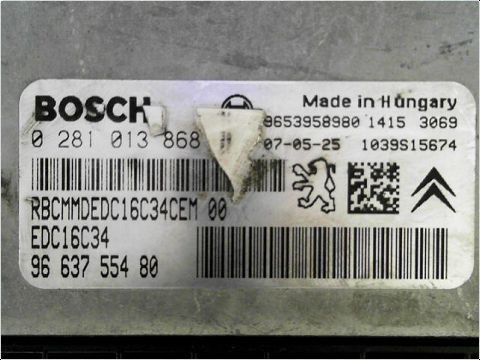 BOSCH
Made in Hungary
0 281 013 868
9653958980 1415 3069
07-05-25 1039S15674
RBCMMDEDC16C34CEM 00
EDC16C34
96 637 554 80